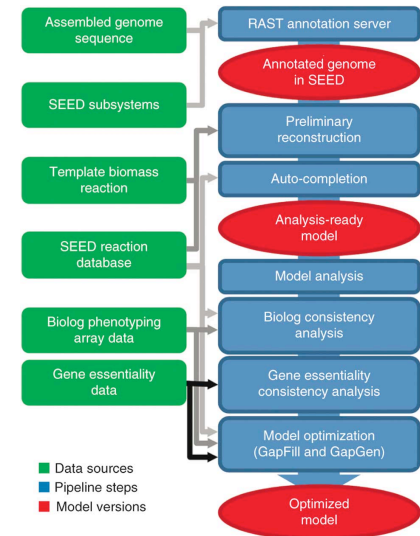 Assembled genome
sequence
RAST annotation server
Annotated genome
in SEED
SEED subsystems
Preliminary
reconstruction
Template biomass
reaction
Auto-completion
Analysis-ready
model
SEED reaction
database
Model analysis
Biolog phenotyping
array data
Biolog consistency
analysis
Gene essentiality
data
Gene essentiality
consistency analysis
Model optimization
(GapFill and GapGen)
Data sources
Pipeline steps
Model versions
Optimized
model